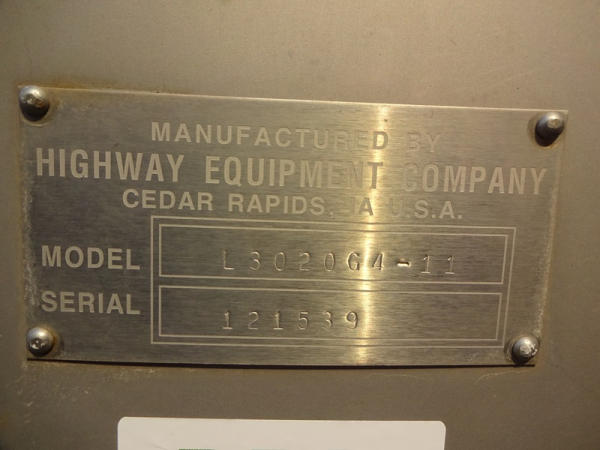 MANUFACTURED BY
HIGHWAY EQUIPMENT COMPANY
CEDAR RAPIDS, IA U.S.A.
MODEL L3020G4-11
SERIAL 121539